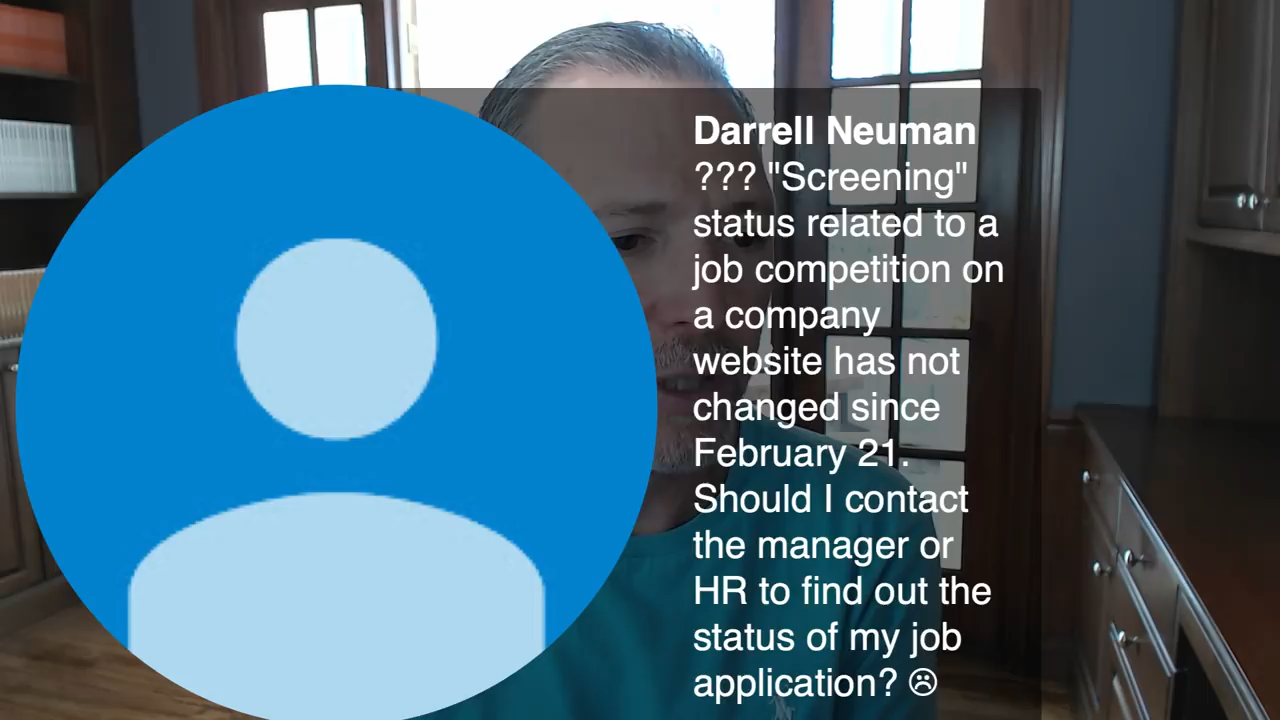 Darrell Neuman
??? "Screening"
status related to a
job competition on
a company
website has not
changed since
February 21.
Should I contact
the manager or
HR to find out the
status of my job
application? ☹